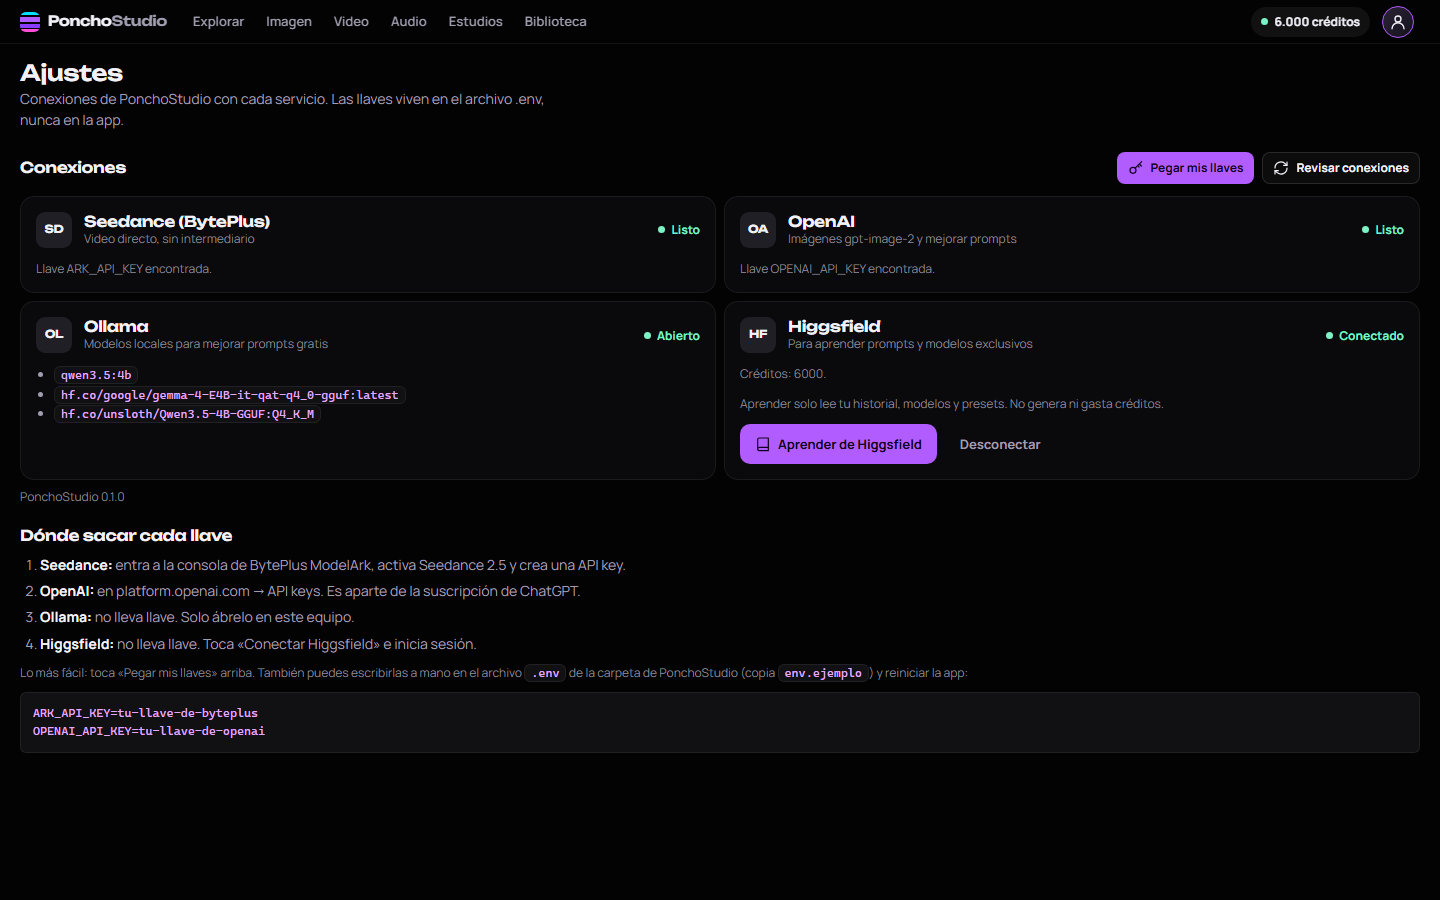 PonchoStudio
Explorar
Imagen
Video
Audio
Estudios
Biblioteca
6.000 créditos
Ajustes
Conexiones de PonchoStudio con cada servicio. Las llaves viven en el archivo .env,
nunca en la app.
Conexiones
Pegar mis llaves
Revisar conexiones
SD
Seedance (BytePlus)
Video directo, sin intermediario
Listo
Llave ARK_API_KEY encontrada.
OA
OpenAI
Imágenes gpt-image-2 y mejorar prompts
Listo
Llave OPENAI_API_KEY encontrada.
OL
Ollama
Modelos locales para mejorar prompts gratis
Abierto
qwen3.5:4b
hf.co/google/gemma-4-E4B-it-qat-q4_0-gguf:latest
hf.co/unsloth/Qwen3.5-4B-GGUF:Q4_K_M
HF
Higgsfield
Para aprender prompts y modelos exclusivos
Conectado
Créditos: 6000.
Aprender solo lee tu historial, modelos y presets. No genera ni gasta créditos.
Aprender de Higgsfield
Desconectar
PonchoStudio 0.1.0
Dónde sacar cada llave
1. Seedance: entra a la consola de BytePlus ModelArk, activa Seedance 2.5 y crea una API key.
2. OpenAI: en platform.openai.com → API keys. Es aparte de la suscripción de ChatGPT.
3. Ollama: no lleva llave. Solo ábrelo en este equipo.
4. Higgsfield: no lleva llave. Toca «Conectar Higgsfield» e inicia sesión.
Lo más fácil: toca «Pegar mis llaves» arriba. También puedes escribirlas a mano en el archivo .env de la carpeta de PonchoStudio (copia env.ejemplo) y reiniciar la app:
ARK_API_KEY=tu-llave-de-byteplus
OPENAI_API_KEY=tu-llave-de-openai